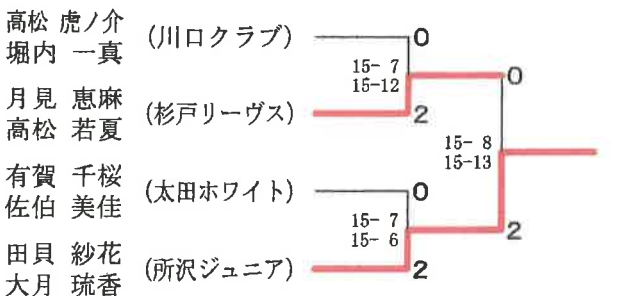 高松 虎ノ介
堀内 一真
(川口クラブ)
0
15- 7
15-12
月見 恵麻
高松 若夏
(杉戸リーヴス)
2
0
15- 8
15-13
有賀 千桜
佐伯 美佳
(太田ホワイト)
0
15- 7
15- 6
2
田貝 紗花
大月 琉香
(所沢ジュニア)
2